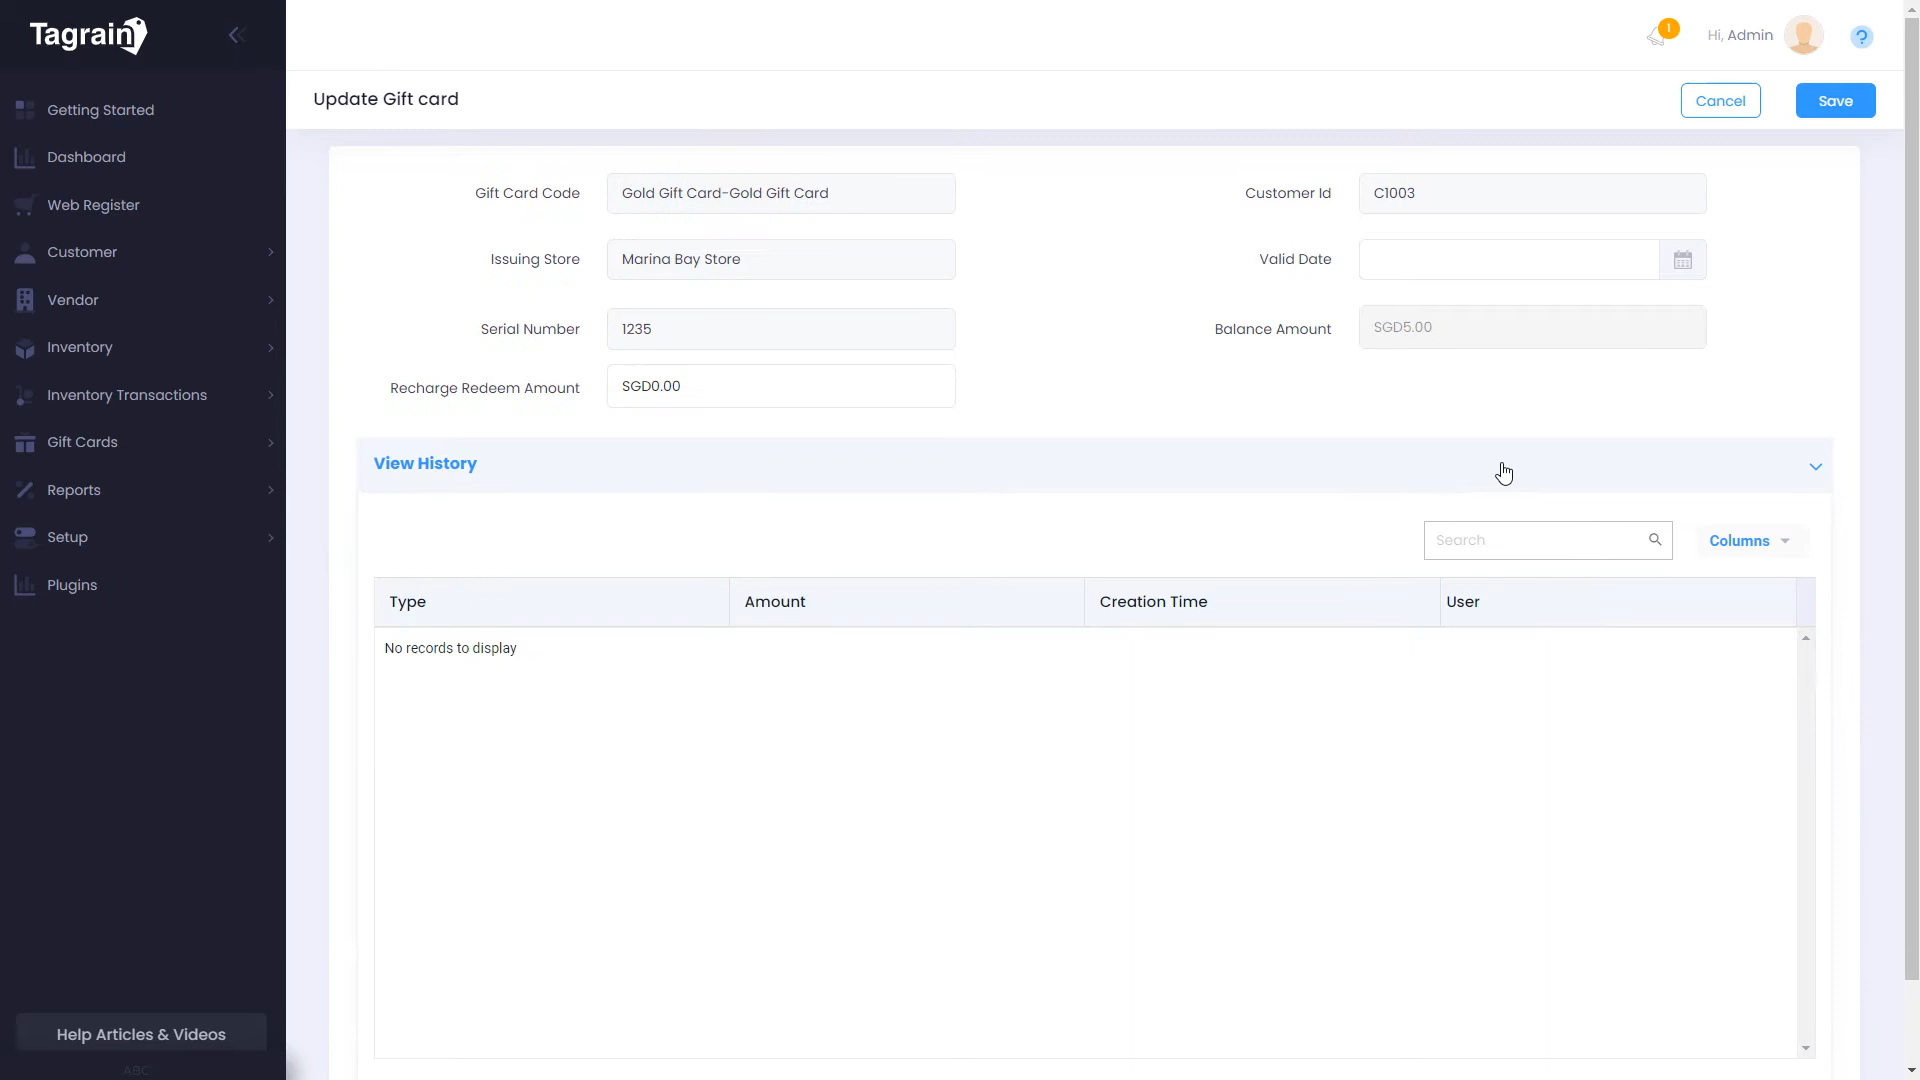 Tagrain
1
Hi, Admin
?
Update Gift card
Cancel
Save
Getting Started
Dashboard
Web Register
Customer
Vendor
Inventory
Inventory Transactions
Gift Cards
Reports
Setup
Plugins
Help Articles & Videos
ABC
Gift Card Code
Gold Gift Card-Gold Gift Card
Customer Id
C1003
Issuing Store
Marina Bay Store
Valid Date
Serial Number
1235
Balance Amount
SGD5.00
Recharge Redeem Amount
SGD0.00
View History
Search
Columns
Type
Amount
Creation Time
User
No records to display